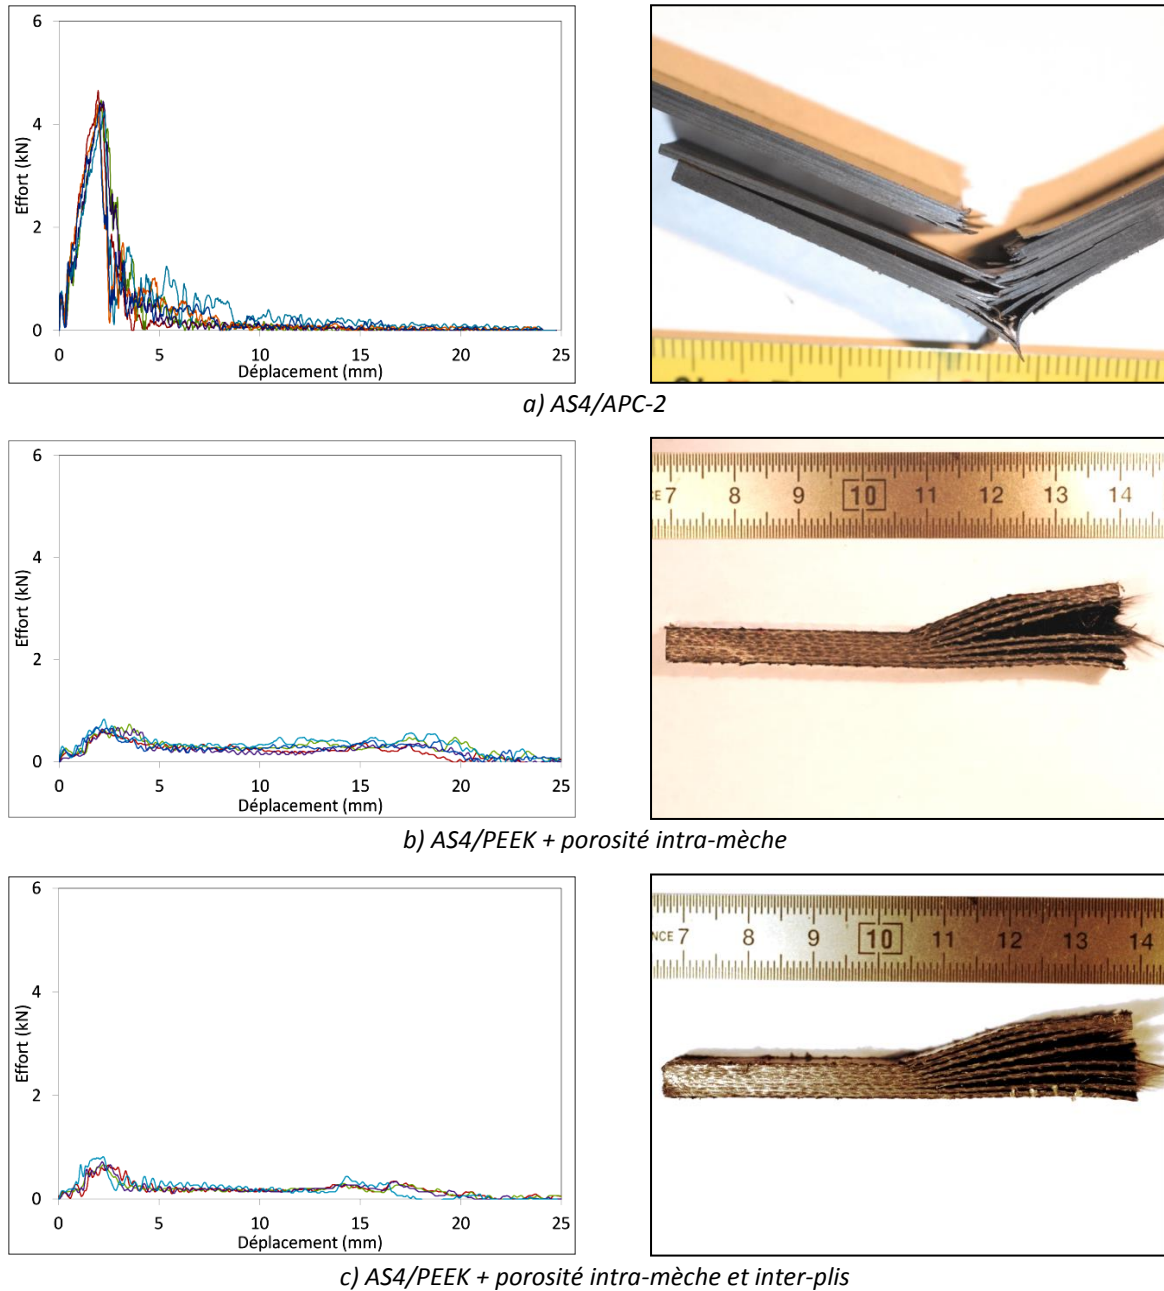 6
4
2
0
Effort (kN)
0 5 10 15 20 25
Déplacement (mm)
a) AS4/APC-2
6
4
2
0
Effort (kN)
0 5 10 15 20 25
Déplacement (mm)
7 8 9 10 11 12 13 14
b) AS4/PEEK + porosité intra-mèche
6
4
2
0
Effort (kN)
0 5 10 15 20 25
Déplacement (mm)
NCE 7 8 9 10 11 12 13 14
c) AS4/PEEK + porosité intra-mèche et inter-plis